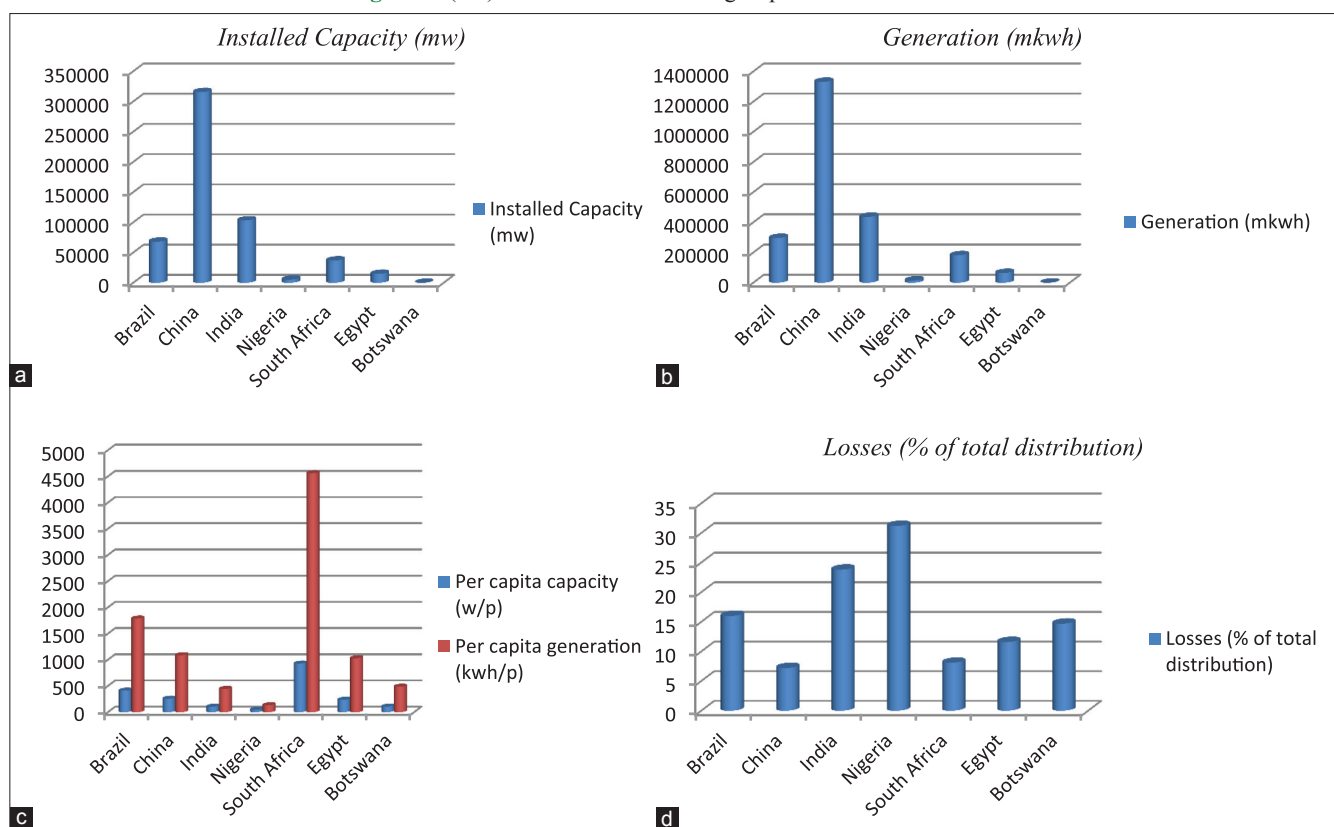 Installed Capacity (mw)
350000
300000
250000
200000
150000
100000
50000
0
Brazil
China
India
Nigeria
South Africa
Egypt
Botswana
Installed Capacity
(mw)
a
Generation (mkwh)
1400000
1200000
1000000
800000
600000
400000
200000
0
Brazil
China
India
Nigeria
South Africa
Egypt
Botswana
Generation (mkwh)
b
5000
4500
4000
3500
3000
2500
2000
1500
1000
500
0
Brazil
China
India
Nigeria
South Africa
Egypt
Botswana
Per capita capacity
(w/p)
Per capita generation
(kwh/p)
c
Losses (% of total distribution)
35
30
25
20
15
10
5
0
Brazil
China
India
Nigeria
South Africa
Egypt
Botswana
Losses (% of total
distribution)
d